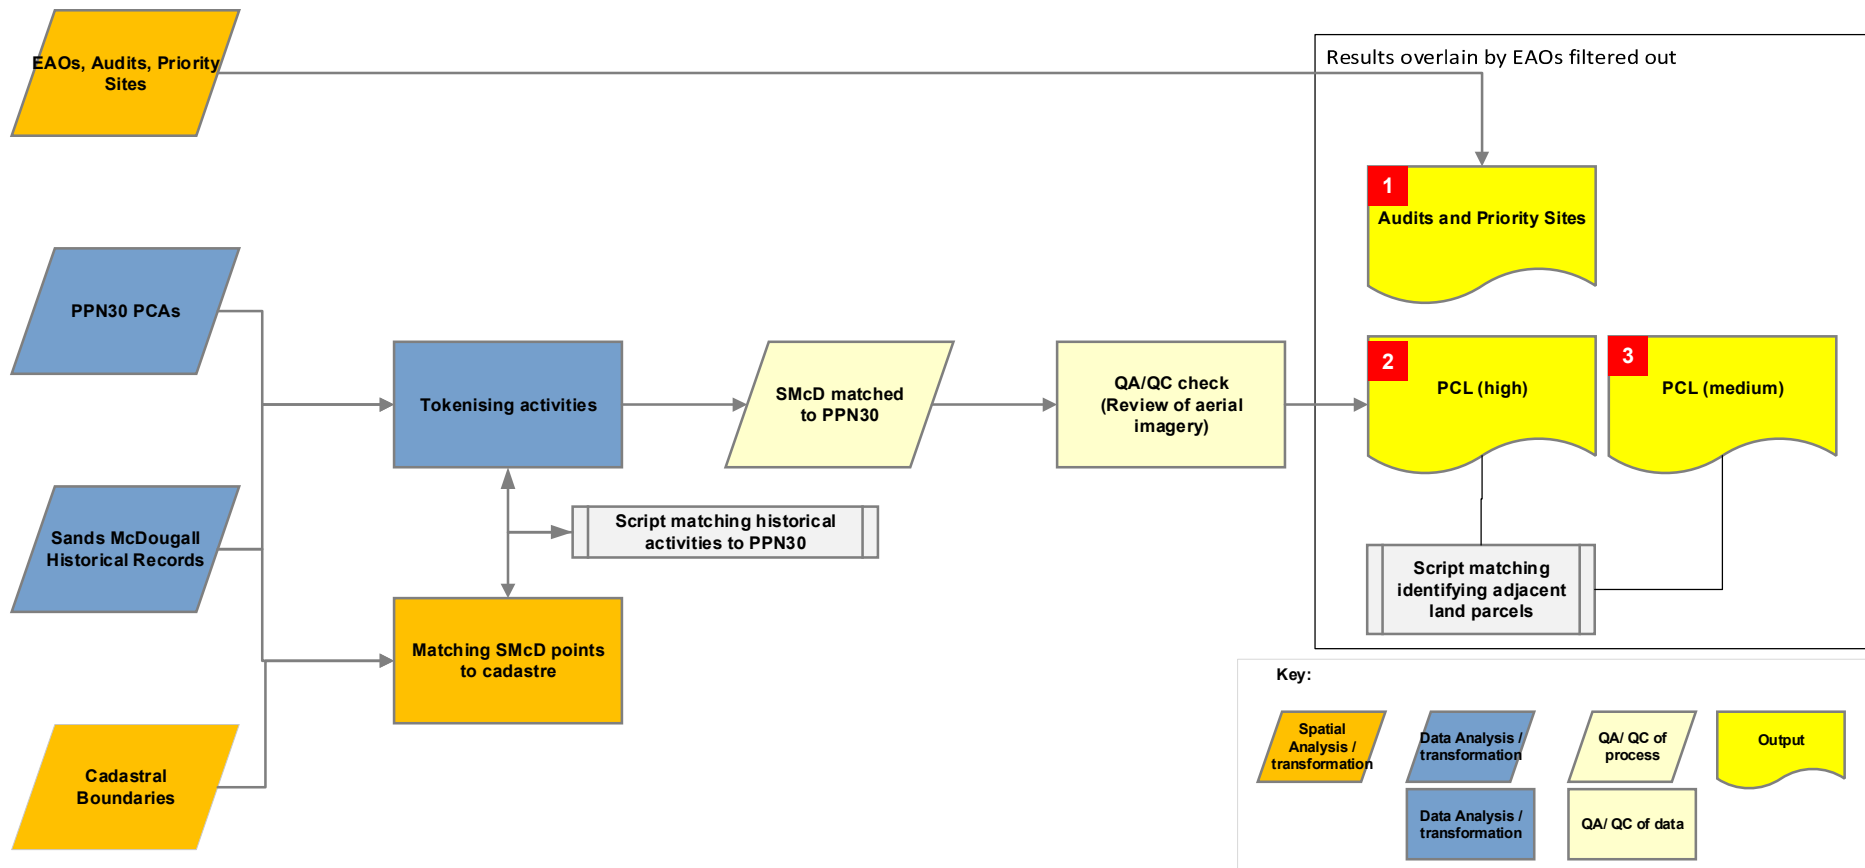 EAOs, Audits, Priority
Sites
Results overlain by EAOs filtered out
1
Audits and Priority Sites
PPN30 PCAs
Tokenising activities
SMcD matched
to PPN30
QA/QC check
(Review of aerial
imagery)
2
PCL (high)
3
PCL (medium)
Sands McDougall
Historical Records
Script matching historical
activities to PPN30
Script matching
identifying adjacent
land parcels
Matching SMcD points
to cadastre
Cadastral
Boundaries
Key:
Spatial
Analysis /
transformation
Data Analysis /
transformation
QA/ QC of
process
Output
Data Analysis /
transformation
QA/ QC of data